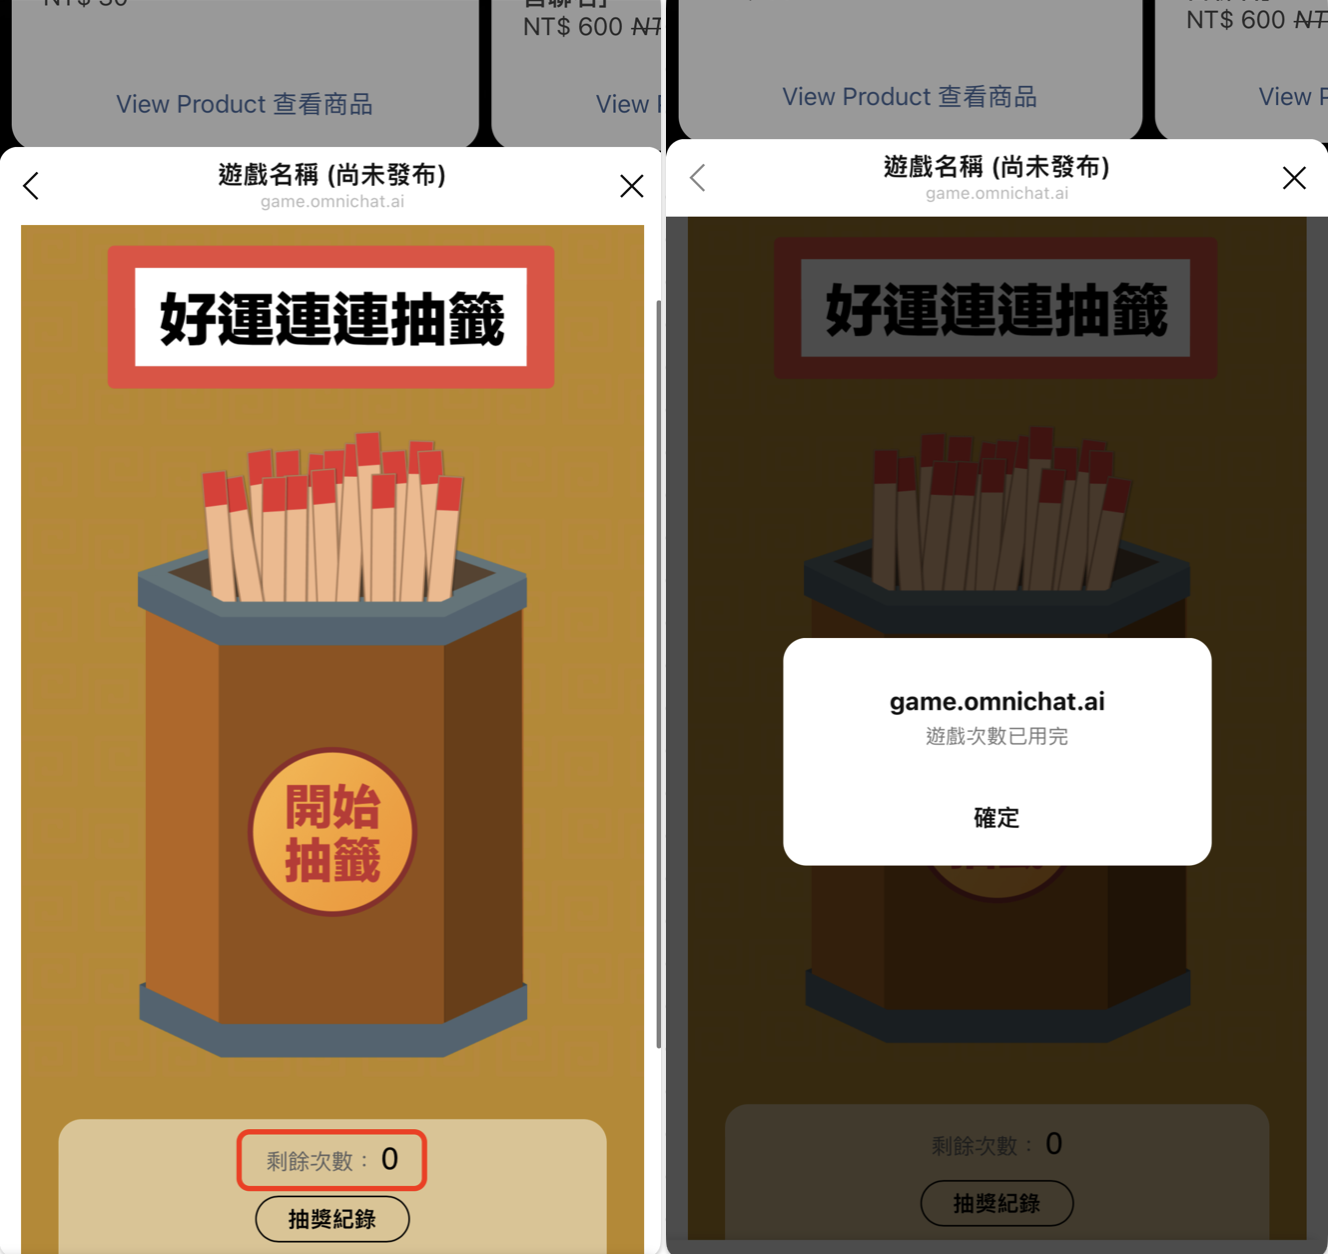 NT$ 600 NT
View Product 查看商品
View
遊戲名稱 (尚未發布)
game.omnichat.ai
好運連連抽籤
開始
抽籤
剩餘次數： 0
抽獎紀錄
NT$ 600 NT
View Product 查看商品
View
遊戲名稱 (尚未發布)
game.omnichat.ai
好運連連抽籤
game.omnichat.ai
遊戲次數已用完
確定
剩餘次數： 0
抽獎紀錄